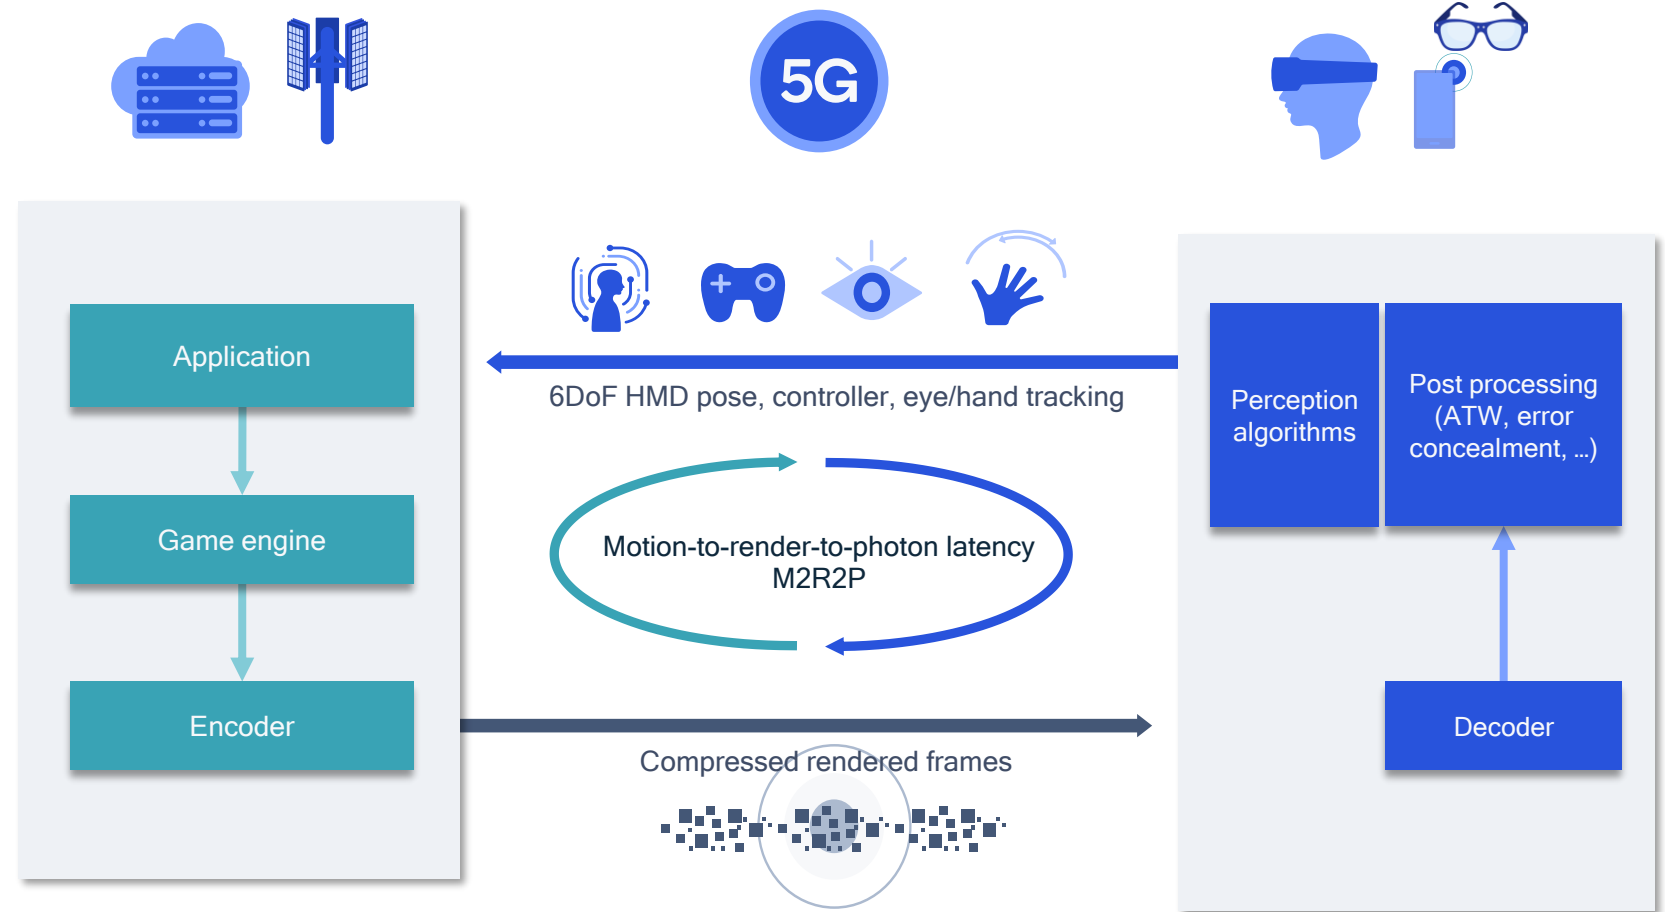 5G
Application
Game engine
Encoder
6DoF HMD pose, controller, eye/hand tracking
Motion-to-render-to-photon latency
M2R2P
Compressed rendered frames
Perception
algorithms
Post processing
(ATW, error
concealment, ...)
Decoder